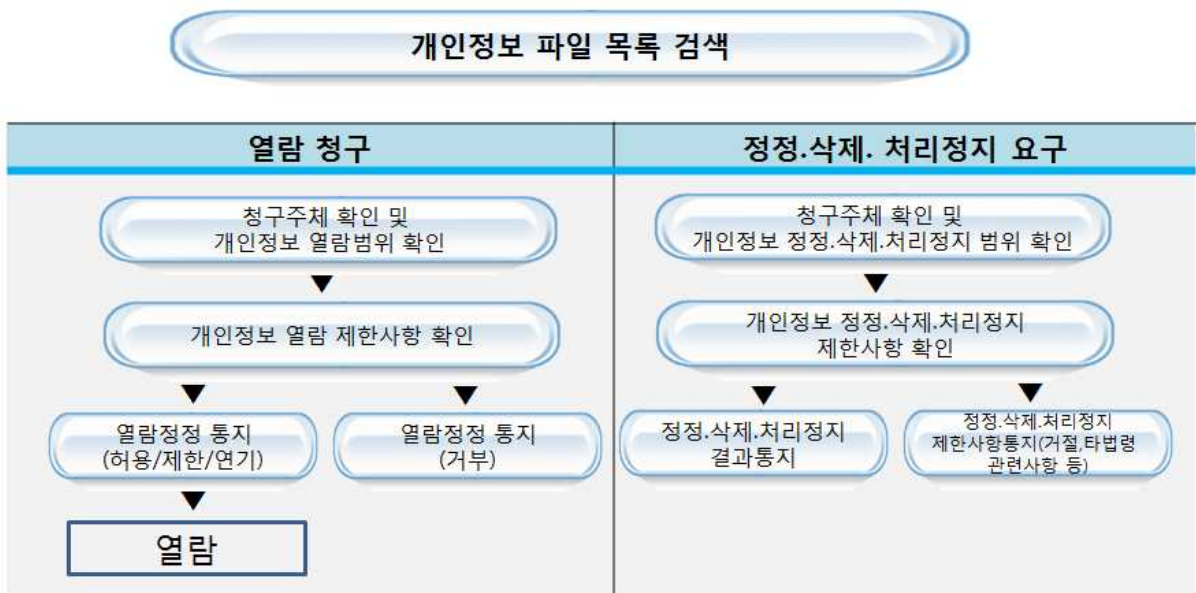 개인정보 파일 목록 검색
열람 청구
청구주체 확인 및
개인정보 열람범위 확인
▼
개인정보 열람 제한사항 확인
▼ ▼
열람정정 통지
(허용/제한/연기)
열람정정 통지
(거부)
▼
열람
정정.삭제. 처리정지 요구
청구주체 확인 및
개인정보 정정.삭제.처리정지 범위 확인
▼
개인정보 정정.삭제.처리정지
제한사항 확인
▼ ▼
정정.삭제.처리정지
결과통지
정정.삭제.처리정지
제한사항통지(거절,타법령
관련사항 등)